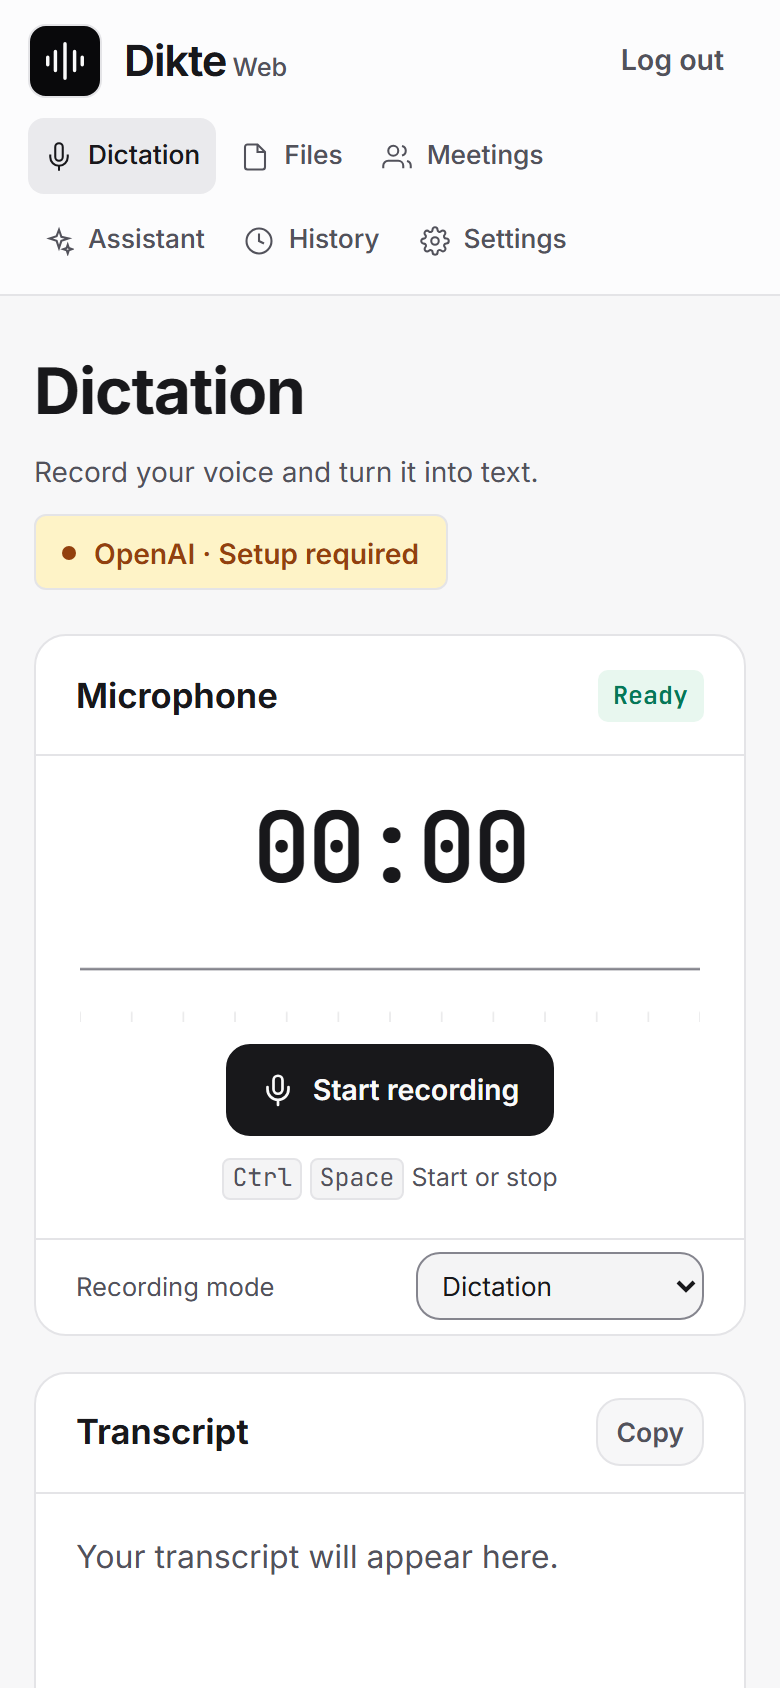 Dikte Web
Log out
Dictation
Files
Meetings
Assistant
History
Settings
Dictation
Record your voice and turn it into text.
OpenAI · Setup required
Microphone
Ready
00:00
Start recording
Ctrl Space Start or stop
Recording mode
Dictation
Transcript
Copy
Your transcript will appear here.